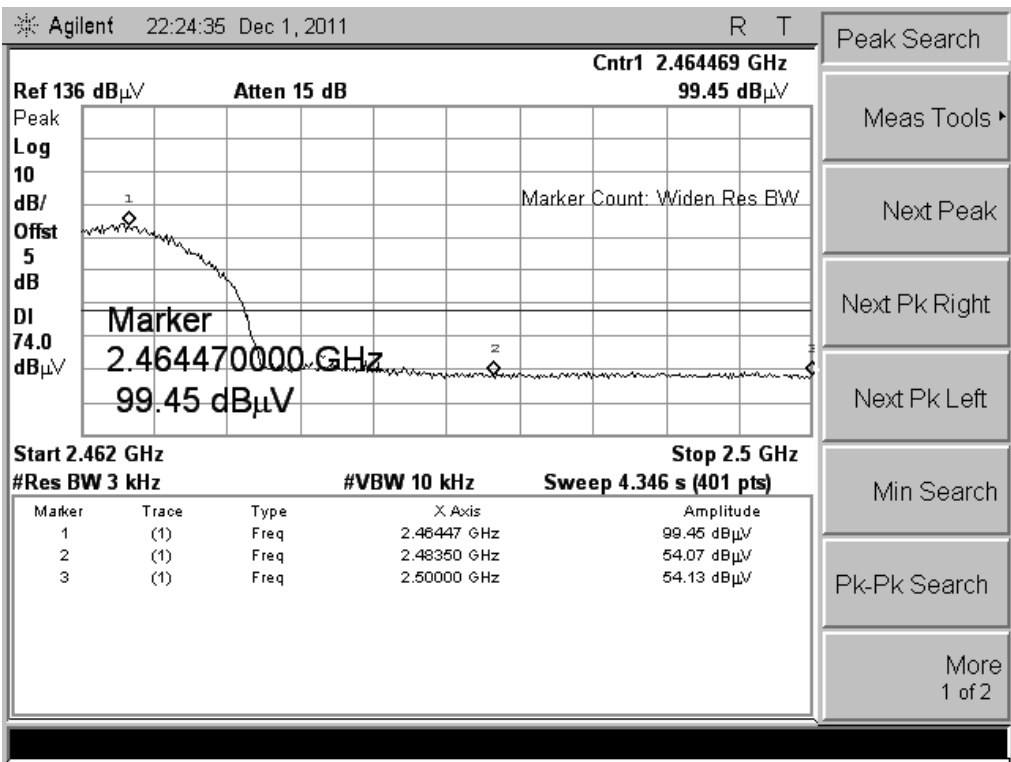 Agilent 22:24:35 Dec 1, 2011 R T
Cntr1 2.464469 GHz
Ref 136 dBµV Atten 15 dB 99.45 dBµV
Peak
Log
10
dB/
Offst
5
dB
DI
74.0
dBµV
1
Marker Count: Widen Res BW
2
3
Marker
2.464470000 GHz
99.45 dBµV
Start 2.462 GHz Stop 2.5 GHz
#Res BW 3 kHz #VBW 10 kHz Sweep 4.346 s (401 pts)
Marker Trace Type X Axis Amplitude
1 (1) Freq 2.46447 GHz 99.45 dBµV
2 (1) Freq 2.48350 GHz 54.07 dBµV
3 (1) Freq 2.50000 GHz 54.13 dBµV
Peak Search
Meas Tools
Next Peak
Next Pk Right
Next Pk Left
Min Search
Pk-Pk Search
More
1 of 2